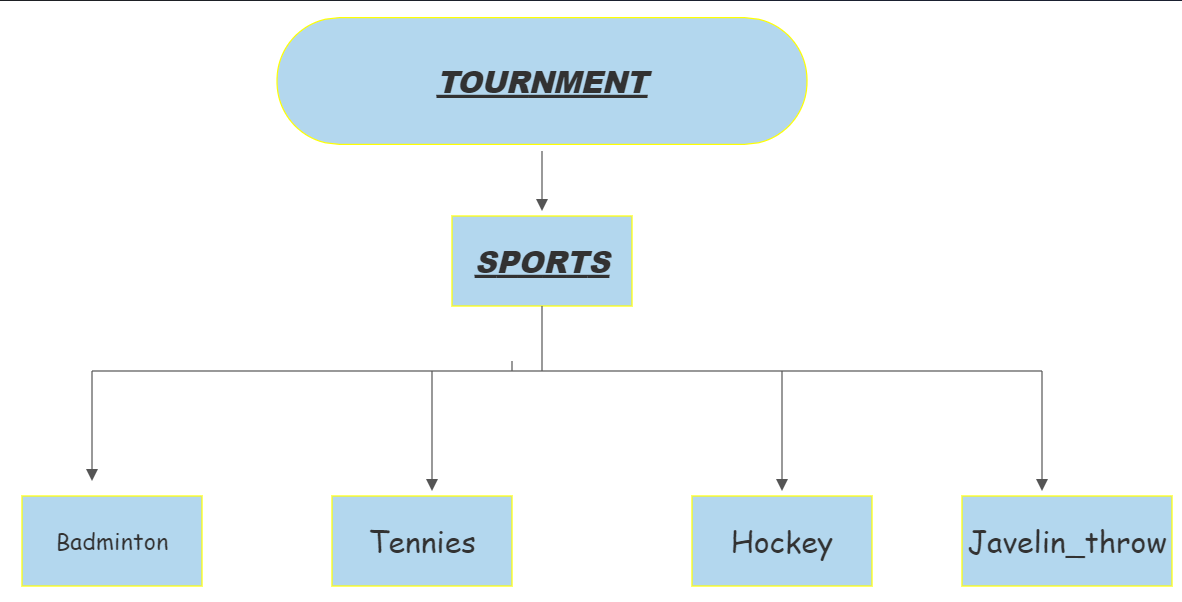 TOURNMENT
SPORTS
Badminton
Tennies
Hockey
Javelin_throw